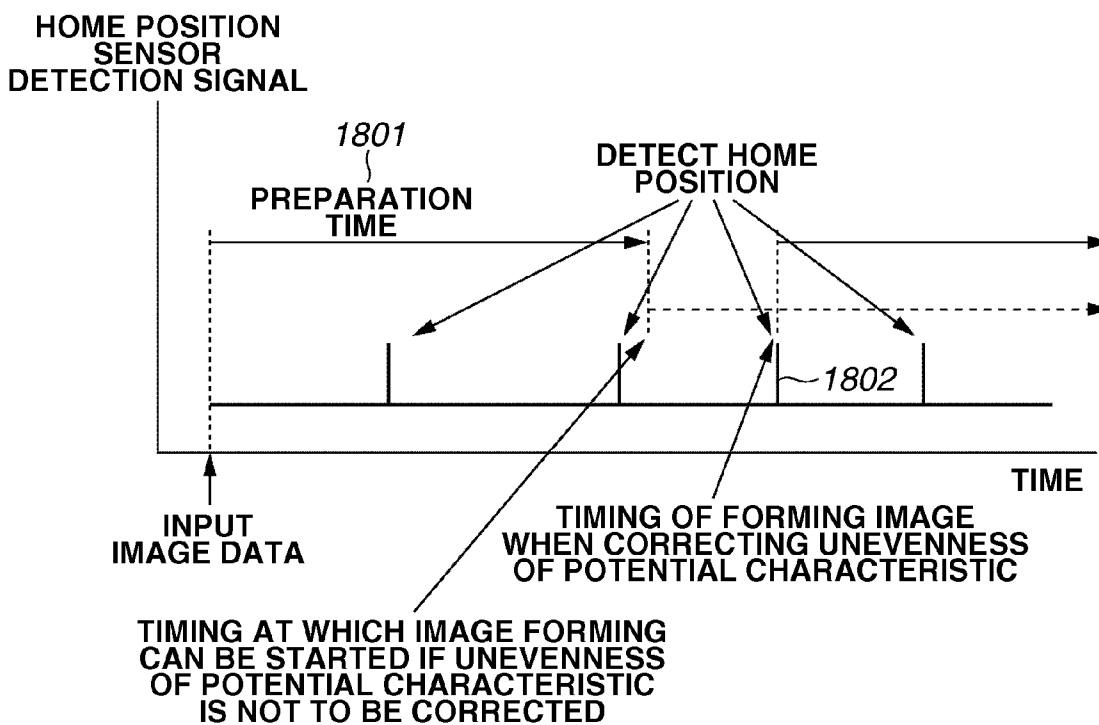 HOME POSITION
SENSOR
DETECTION SIGNAL
1801
PREPARATION
TIME
DETECT HOME
POSITION
1802
TIME
INPUT
IMAGE DATA
TIMING OF FORMING IMAGE
WHEN CORRECTING UNEVENNESS
OF POTENTIAL CHARACTERISTIC
TIMING AT WHICH IMAGE FORMING
CAN BE STARTED IF UNEVENNESS
OF POTENTIAL CHARACTERISTIC
IS NOT TO BE CORRECTED